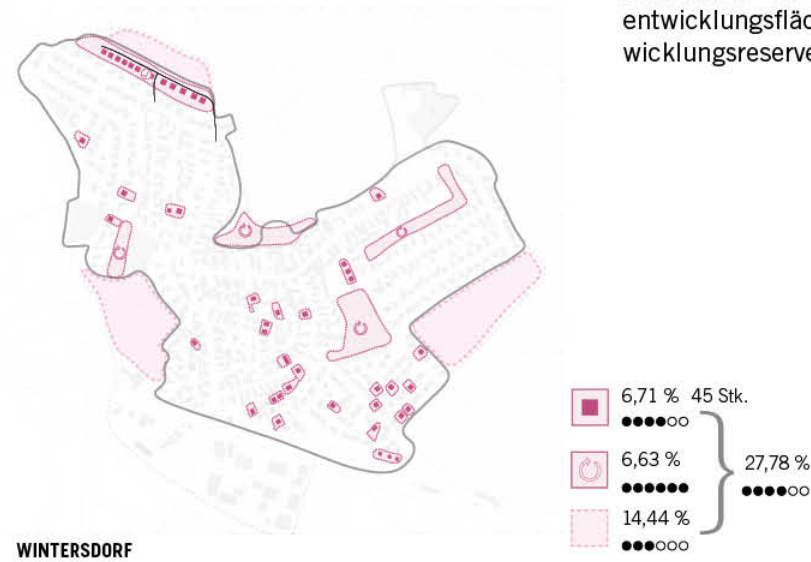 entwicklungsfläc
wicklungsreserve
6,71 % 45 Stk.
6,63 %
27,78 %
14,44 %
WINTERSDORF